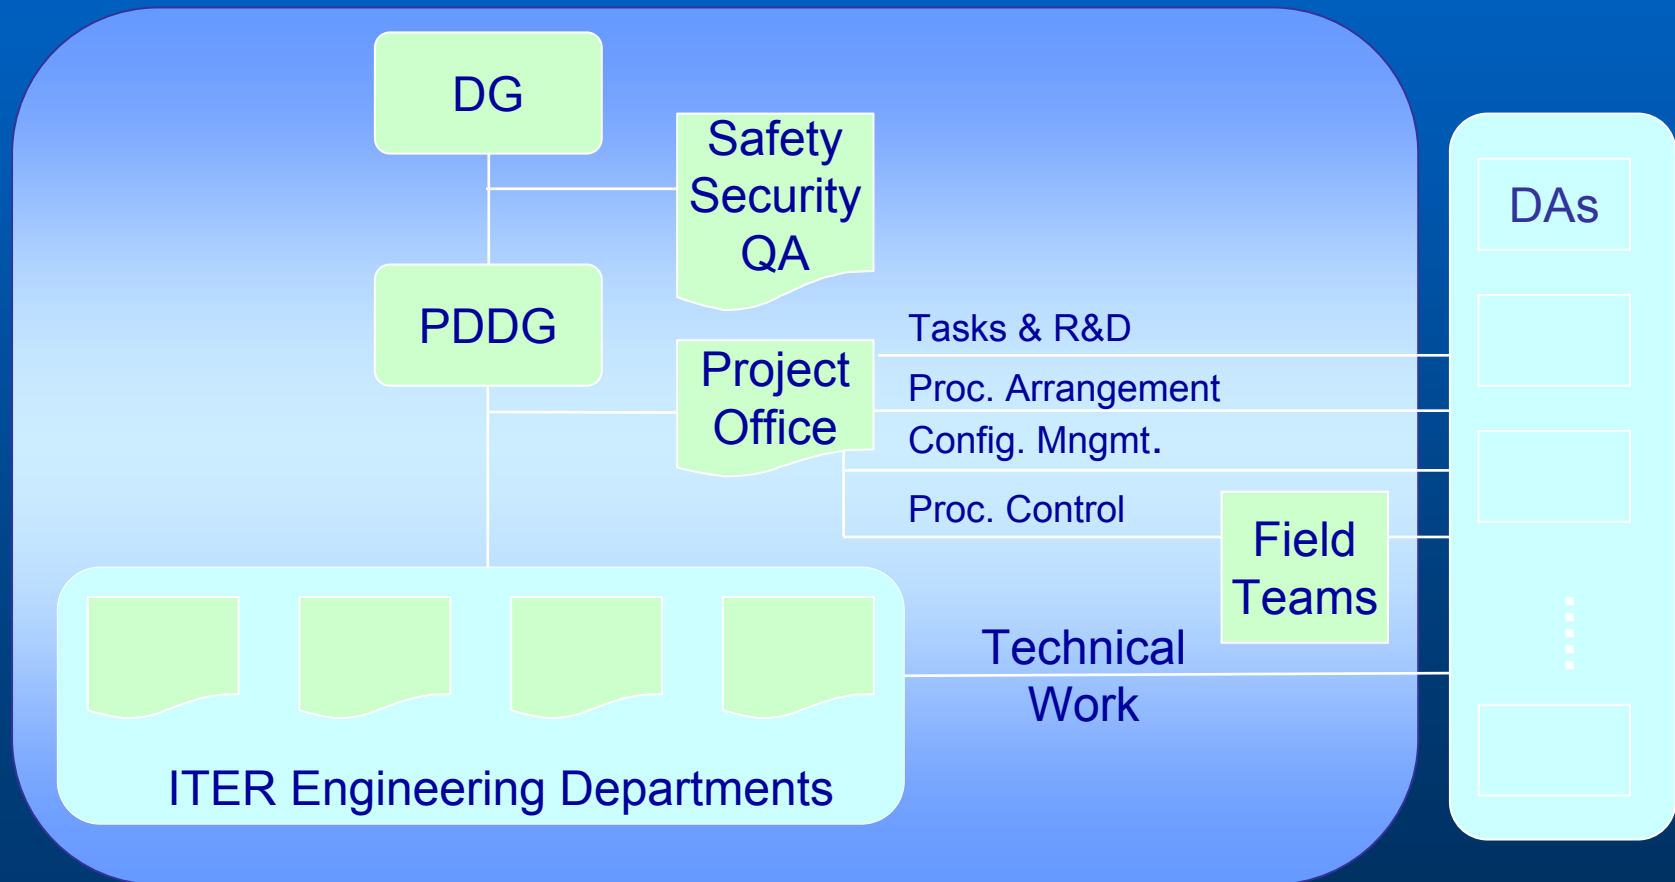 DG
Safety
Security
QA
DAs
PDDG
Project
Office
Tasks & R&D
Proc. Arrangement
Config. Mngmt.
Proc. Control
Field
Teams
Technical
Work
ITER Engineering Departments